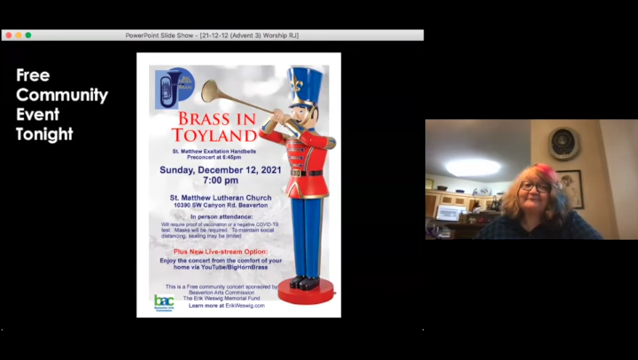 PowerPoint Slide Show - [21-12-12 (Advent 3) Worship RJ]
Free
Community
Event
Tonight
BRASS IN
TOYLAND
St. Matthew Exaltation Handbells
Preconcert at 6:45pm
Sunday, December 12, 2021
7:00 pm
St. Matthew Lutheran Church
10390 SW Canyon Rd. Beaverton
In person attendance:
Will require proof of vaccination or a negative COVID-19
test. Masks will be required. To maintain social
distancing, seating may be limited
Plus New Live-stream Option:
Enjoy the concert from the comfort of your
home via YouTube/BigHornBrass
This is a Free community concert sponsored by
Beaverton Arts Commission
The Erik Weswig Memorial Fund
Learn more at ErikWeswig.com
bac